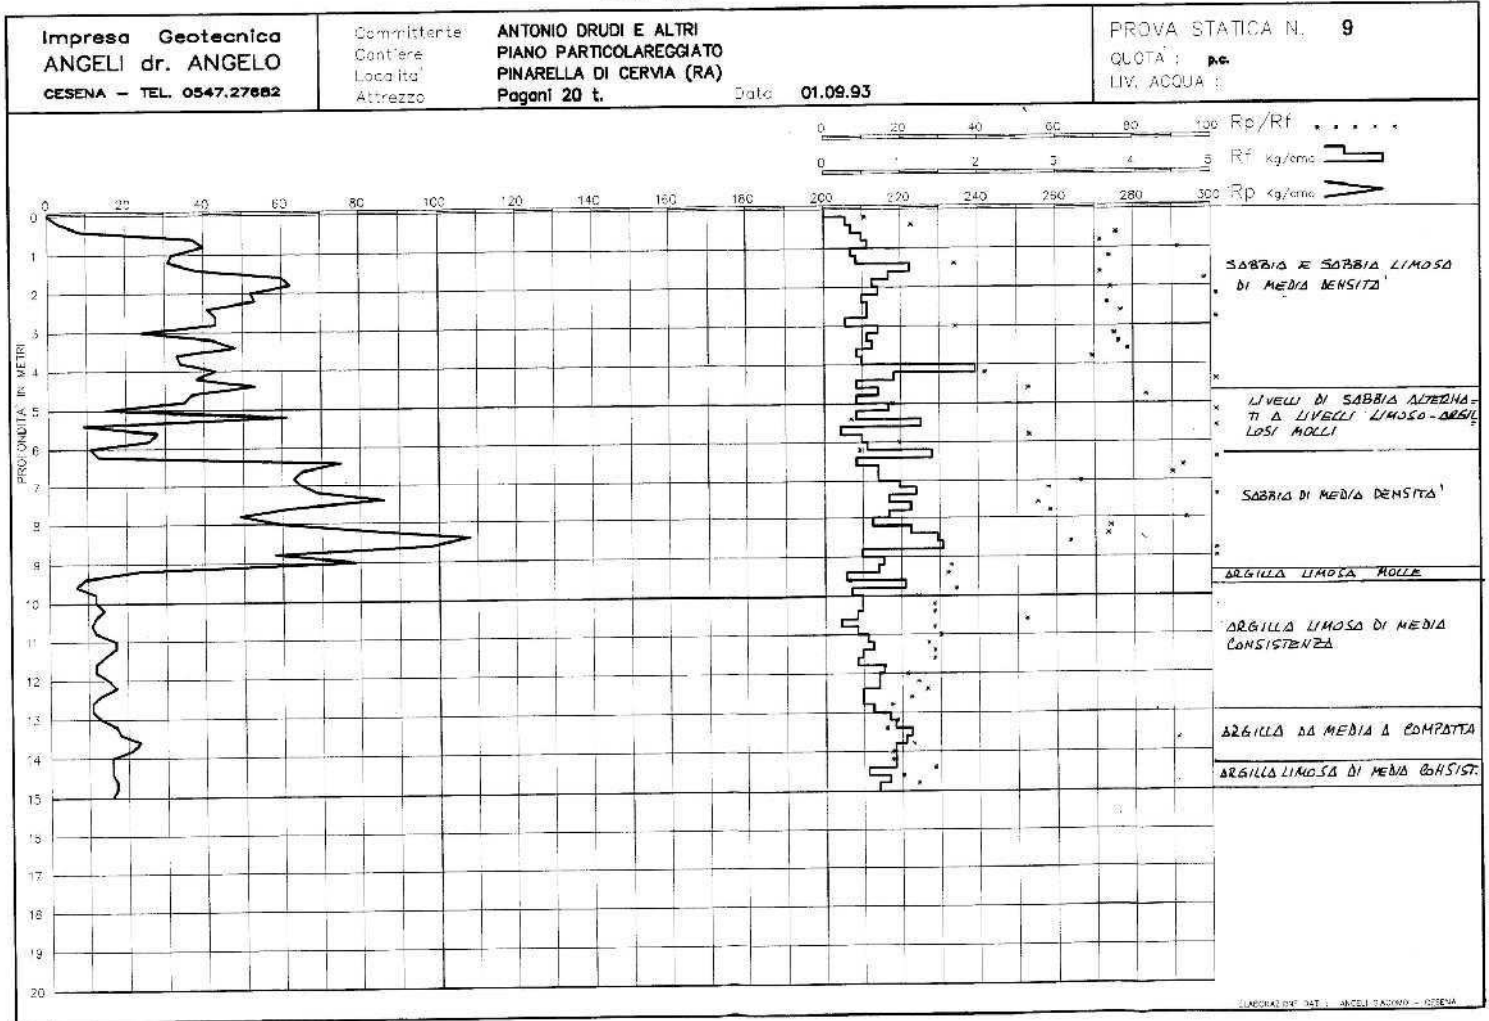 Impresa Geotecnica
ANGELI dr. ANGELO
CESENA - TEL. 0547.27682
Committente ANTONIO DRUDI E ALTRI
Cantiere PIANO PARTICOLAREGGIATO
Localita' PINARELLA DI CERVIA (RA)
Attrezzo Pagani 20 t. Data 01.09.93
PROVA STATICA N. 9
QUOTA : p.c.
LIV. ACQUA :
0 20 40 60 80 100 Rp/Rf
0 1 2 3 4 5 Rf Kg/cmq
0 20 40 60 80 100 120 140 160 180 200 220 240 260 280 300 Rp Kg/cmq
PROFONDITA' IN METRI
0
1
2
3
4
5
6
7
8
9
10
11
12
13
14
15
15
17
18
19
20
SABBIA E SABBIA LIMOSA
DI MEDIA DENSITA'
LIVELLI DI SABBIA ALTERNA=
TI A LIVELLI LIMOSO-ARGIL
LOSI MOLLI
SABBIA DI MEDIA DENSITA'
ARGILLA LIMOSA MOLLE
ARGILLA LIMOSA DI MEDIA
CONSISTENZA
ARGILLA DA MEDIA A COMPATTA
ARGILLA LIMOSA DI MEDIA CONSIST.
ELABORAZIONE DATI : ANGELI - CESENA